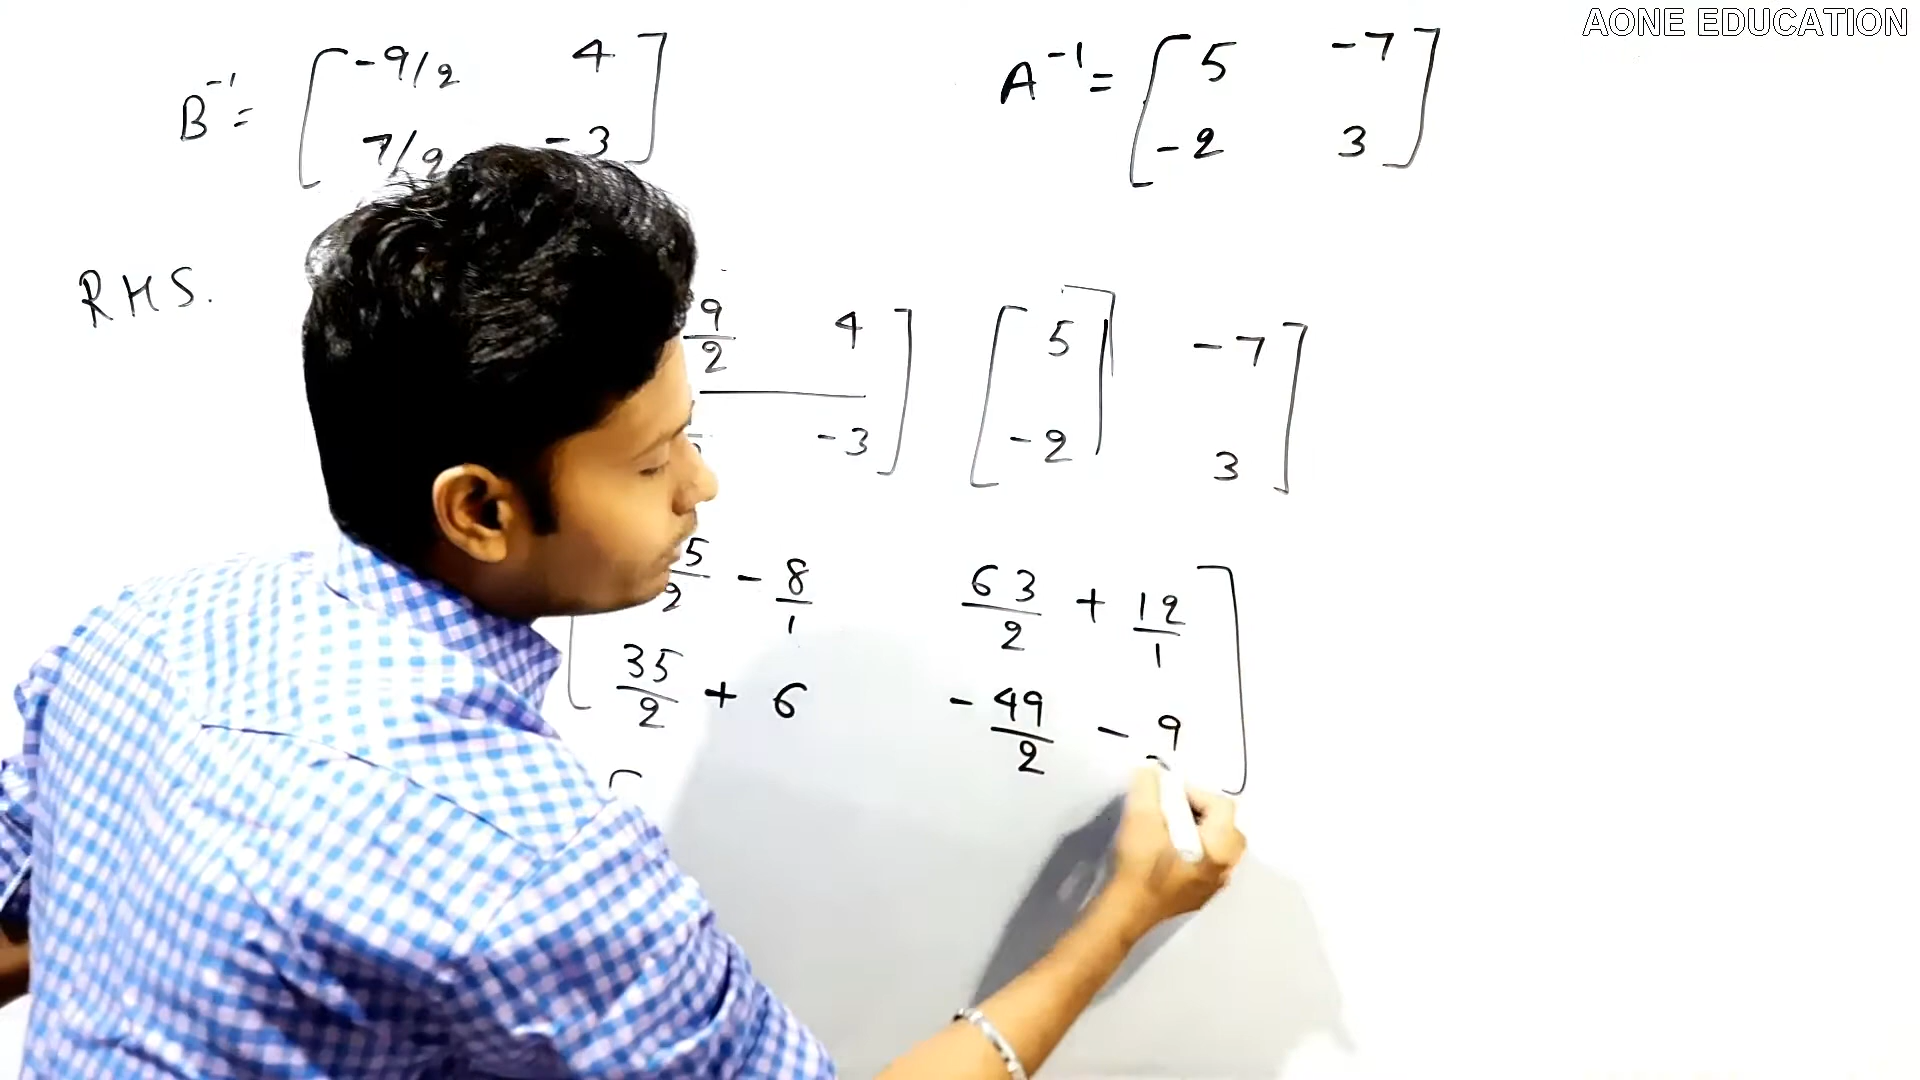 AONE EDUCATION
B⁻¹ = [ -9/2 4
7/2 -3 ]
A⁻¹ = [ 5 -7
-2 3 ]
RHS.
9/2 4 ] [ 5 -7
-3 ] [ -2 3 ]
5/2 - 8/1 63/2 + 12/1 ]
[ 35/2 + 6 -49/2 - 9 ]
[